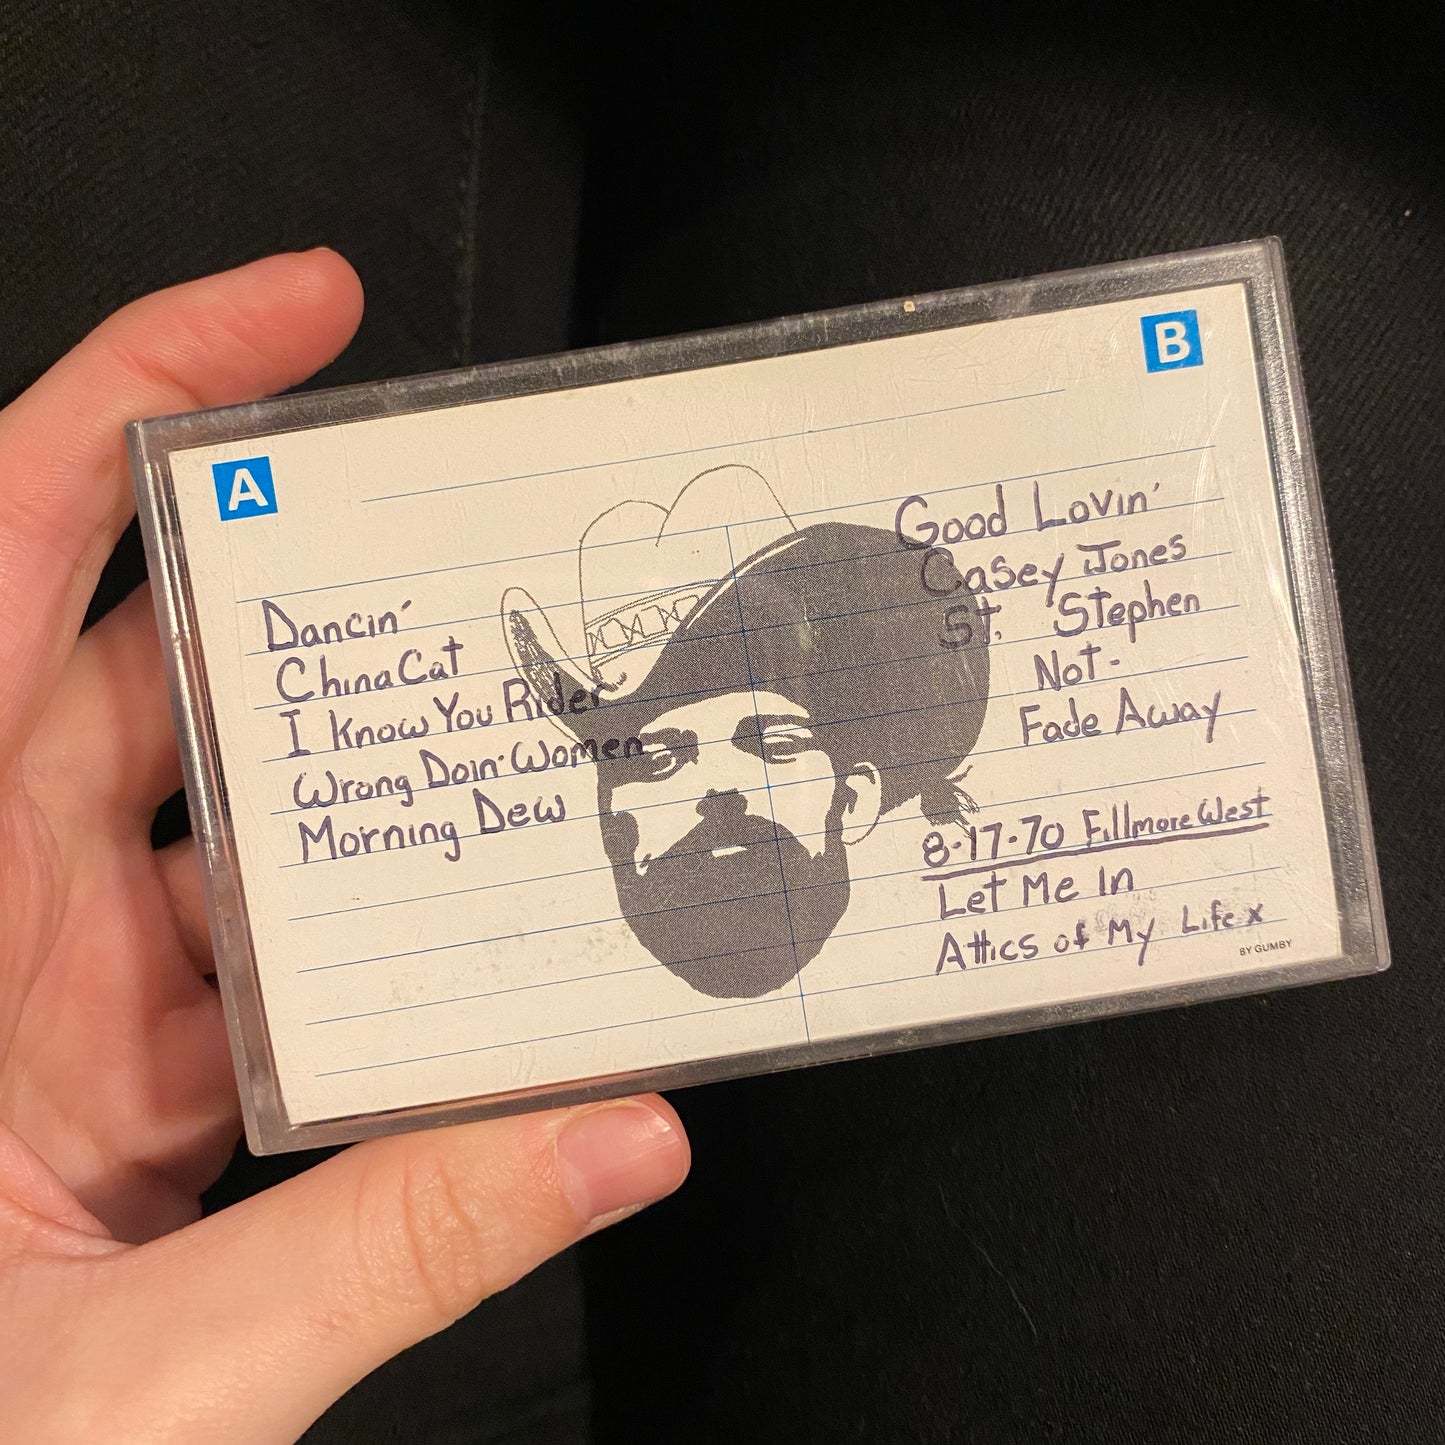 A
Dancin'
China Cat
I Know You Rider
Wrong Doin' Women
Morning Dew
B
Good Lovin'
Casey Jones
St. Stephen
Not-
Fade Away
8-17-70 Fillmore West
Let Me In
Attics of My Life x
BY GUMBY